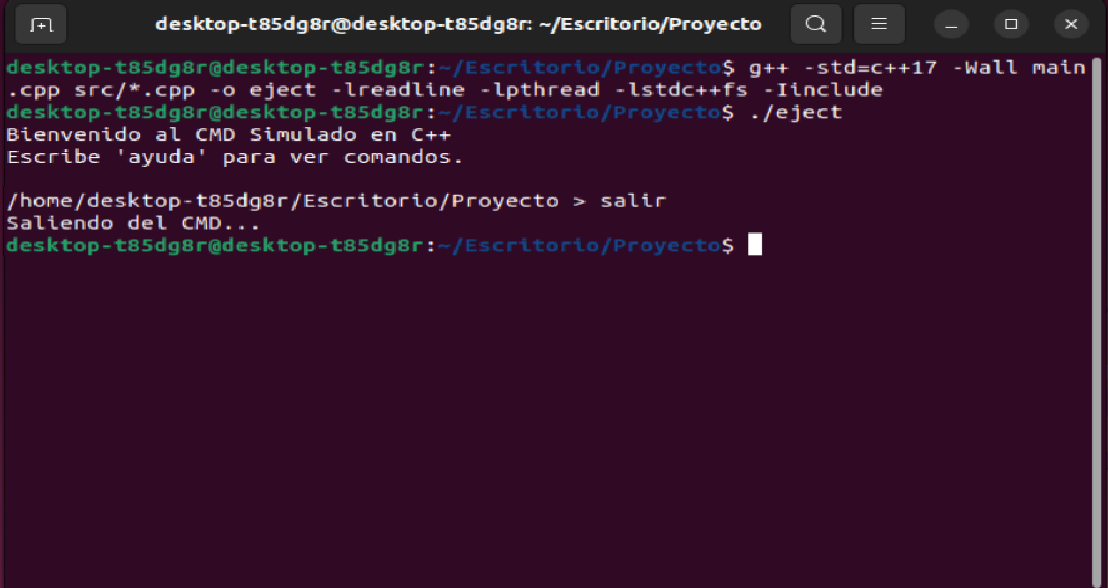 desktop-t85dg8r@desktop-t85dg8r: ~/Escritorio/Proyecto
desktop-t85dg8r@desktop-t85dg8r:~/Escritorio/Proyecto$ g++ -std=c++17 -Wall main
.cpp src/*.cpp -o eject -lreadline -lpthread -lstdc++fs -Iinclude
desktop-t85dg8r@desktop-t85dg8r:~/Escritorio/Proyecto$ ./eject
Bienvenido al CMD Simulado en C++
Escribe 'ayuda' para ver comandos.
/home/desktop-t85dg8r/Escritorio/Proyecto > salir
Saliendo del CMD...
desktop-t85dg8r@desktop-t85dg8r:~/Escritorio/Proyecto$